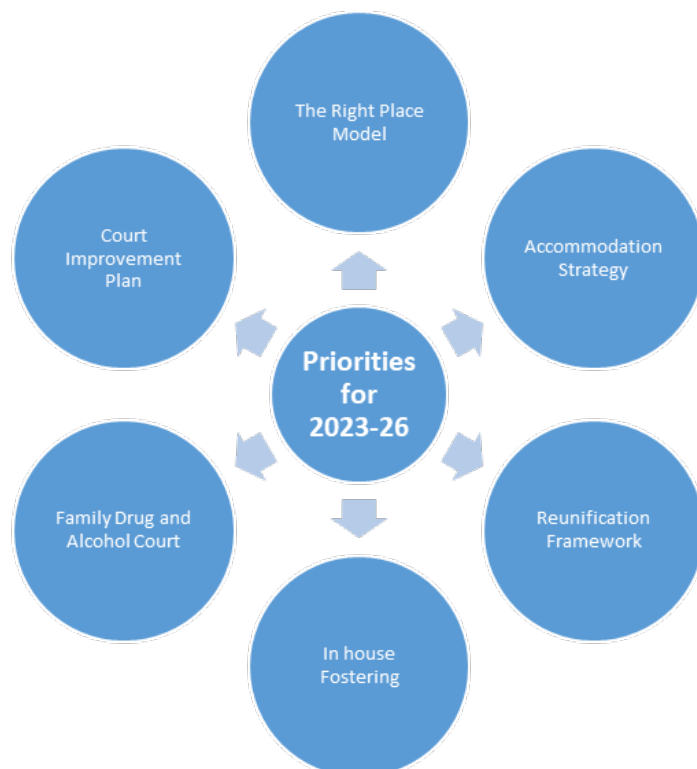 The Right Place
Model
Accommodation
Strategy
Reunification
Framework
In house
Fostering
Family Drug and
Alcohol Court
Court
Improvement
Plan
Priorities
for
2023-26